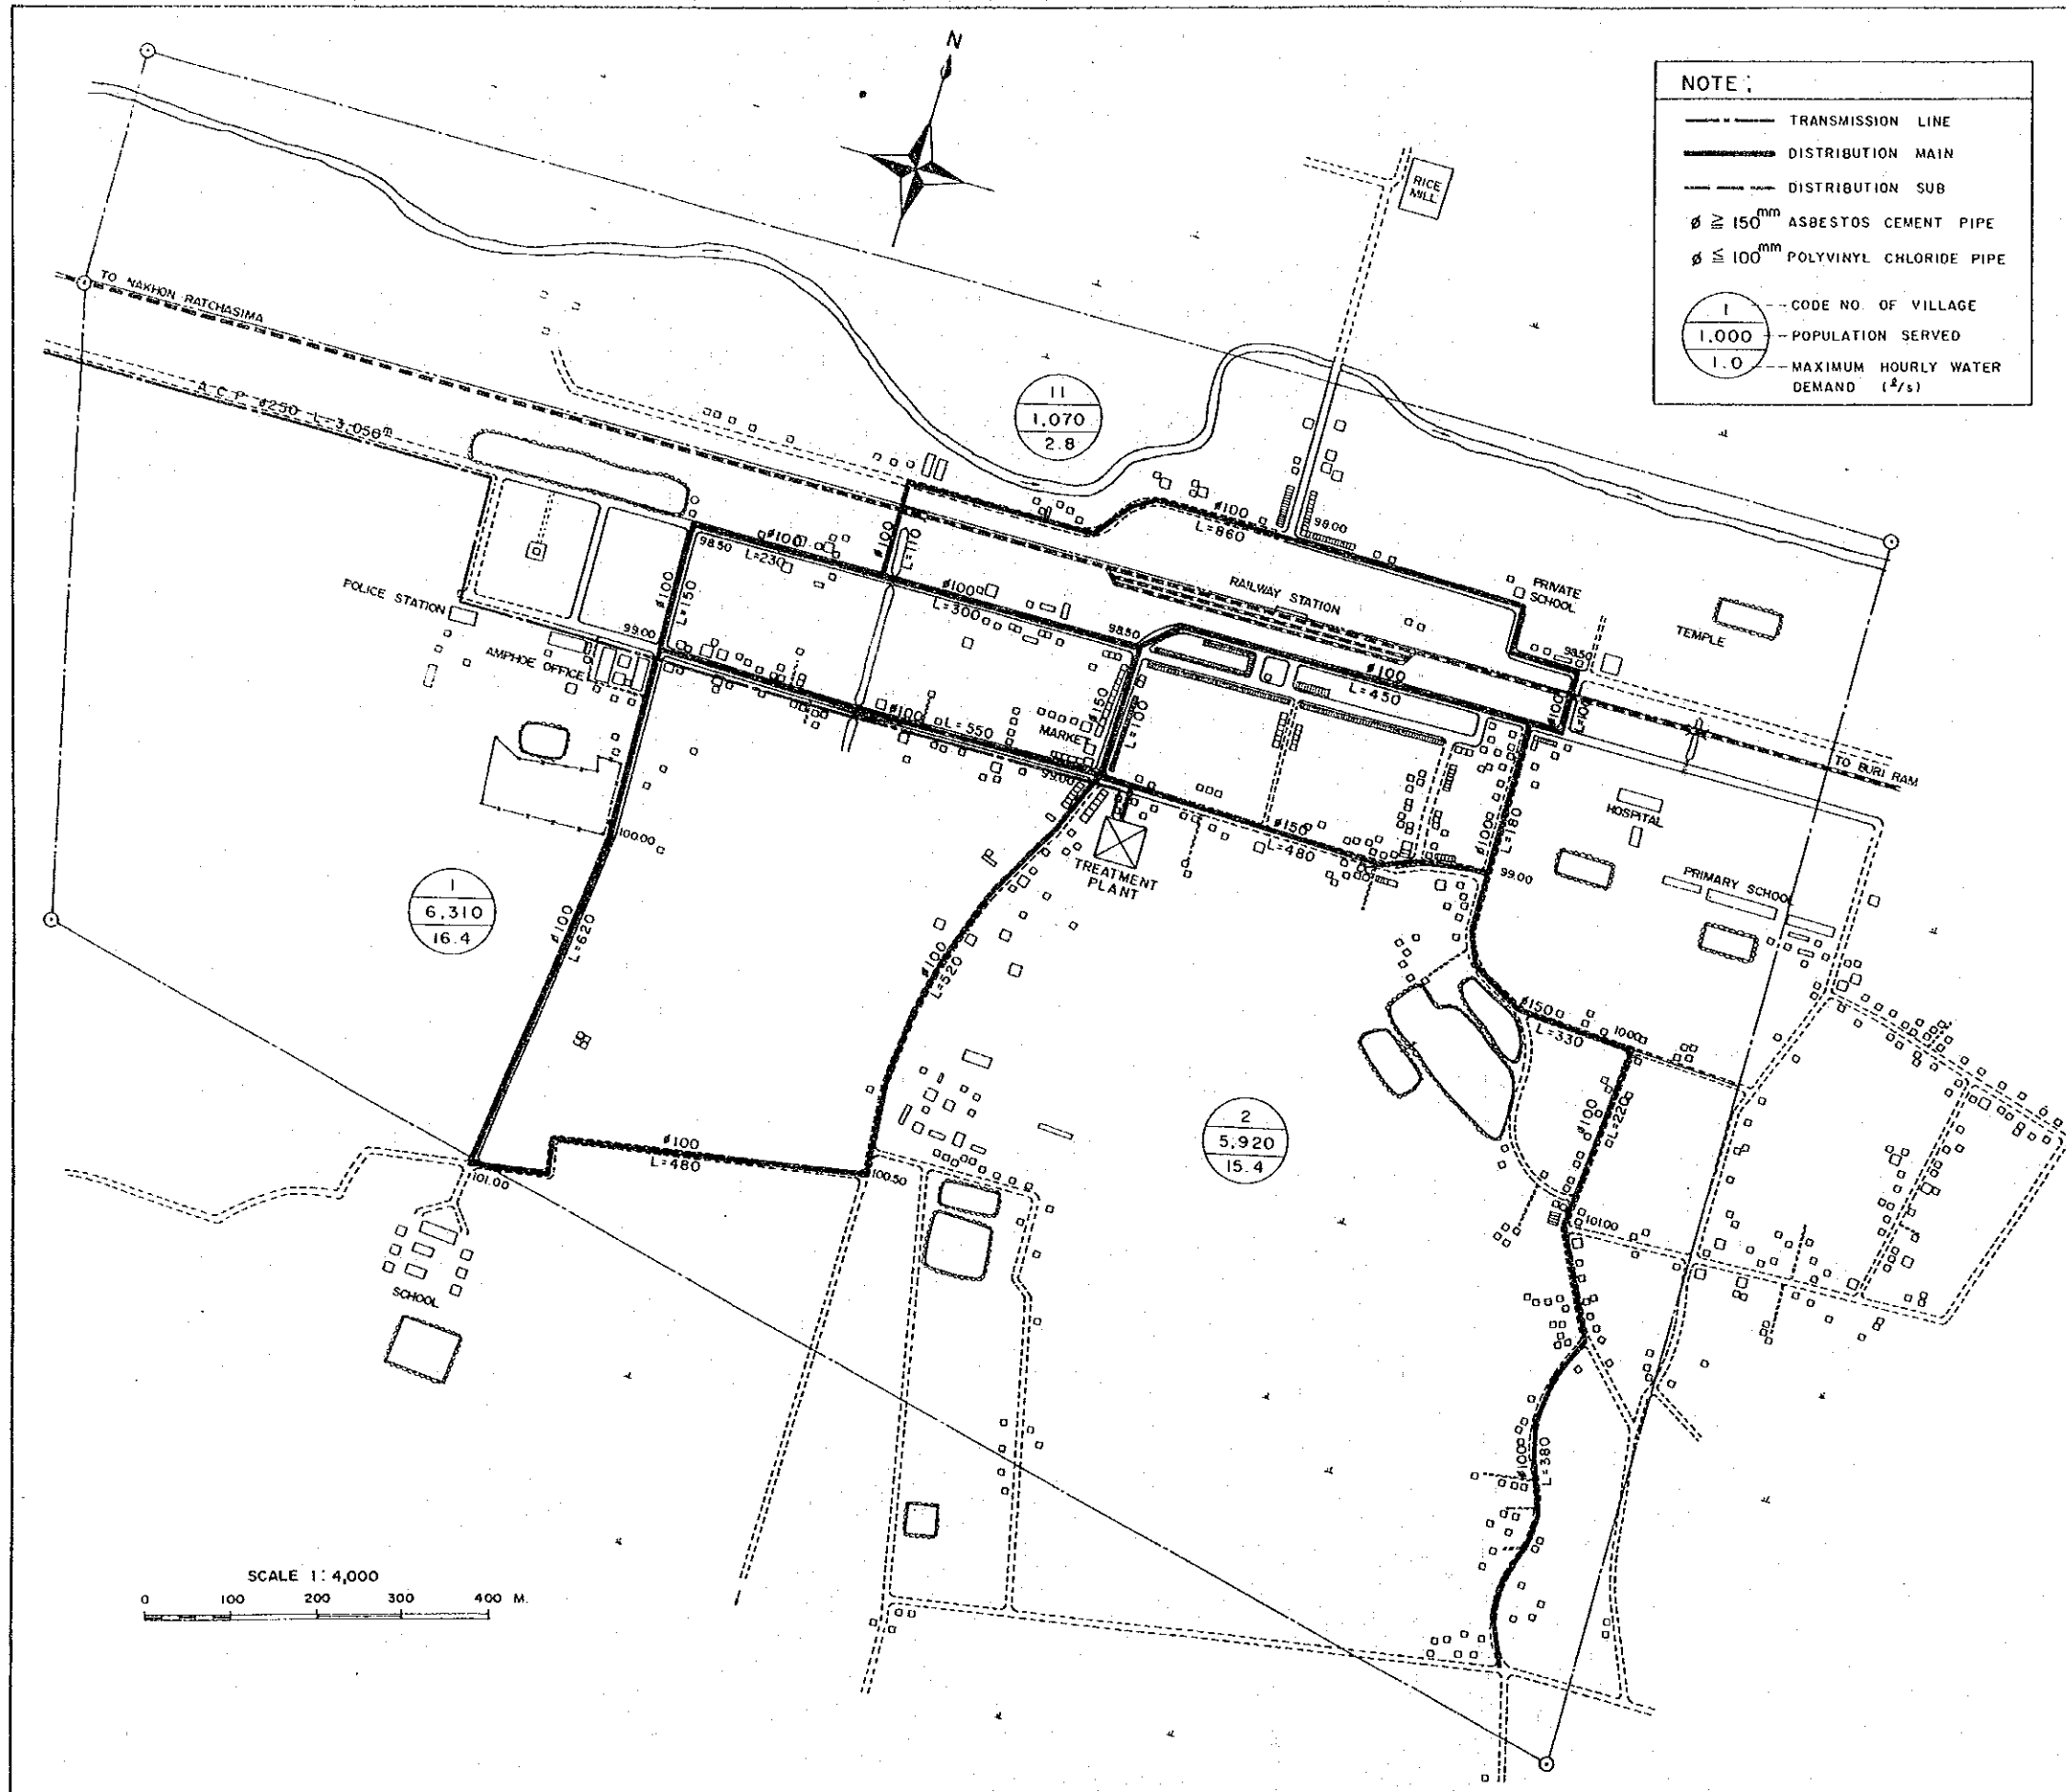 N
NOTE ;
TRANSMISSION LINE
DISTRIBUTION MAIN
DISTRIBUTION SUB
ø ≧ 150mm ASBESTOS CEMENT PIPE
ø ≦ 100mm POLYVINYL CHLORIDE PIPE
1
1.000
1.0
CODE NO. OF VILLAGE
POPULATION SERVED
MAXIMUM HOURLY WATER
DEMAND (ℓ/s)
RICE
MILL
TO NAKHON RATCHASIMA
A C P ø250 L-3,056m
11
1,070
2.8
ø100
L=860
98.00
98.50
ø100
L=230
ø100
L=110
ø100
L=150
99.00
POLICE STATION
AMPHOE OFFICE
ø100
L=300
98.50
RAILWAY STATION
PRIVATE
SCHOOL
TEMPLE
98.50
ø100
L=450
ø100
L=100
TO BURI RAM
ø100
L=550
MARKET
99.00
ø150
L=100
TREATMENT
PLANT
ø150
L=480
ø100
L=180
99.00
HOSPITAL
PRIMARY SCHOOL
100.00
1
6,310
16.4
ø100
L=620
ø100
L=520
ø150
L=330
ø100
L=220
2
5,920
15.4
ø100
L=480
101.00
100.50
101.00
SCHOOL
ø100
L=380
SCALE 1:4,000
0 100 200 300 400 M.